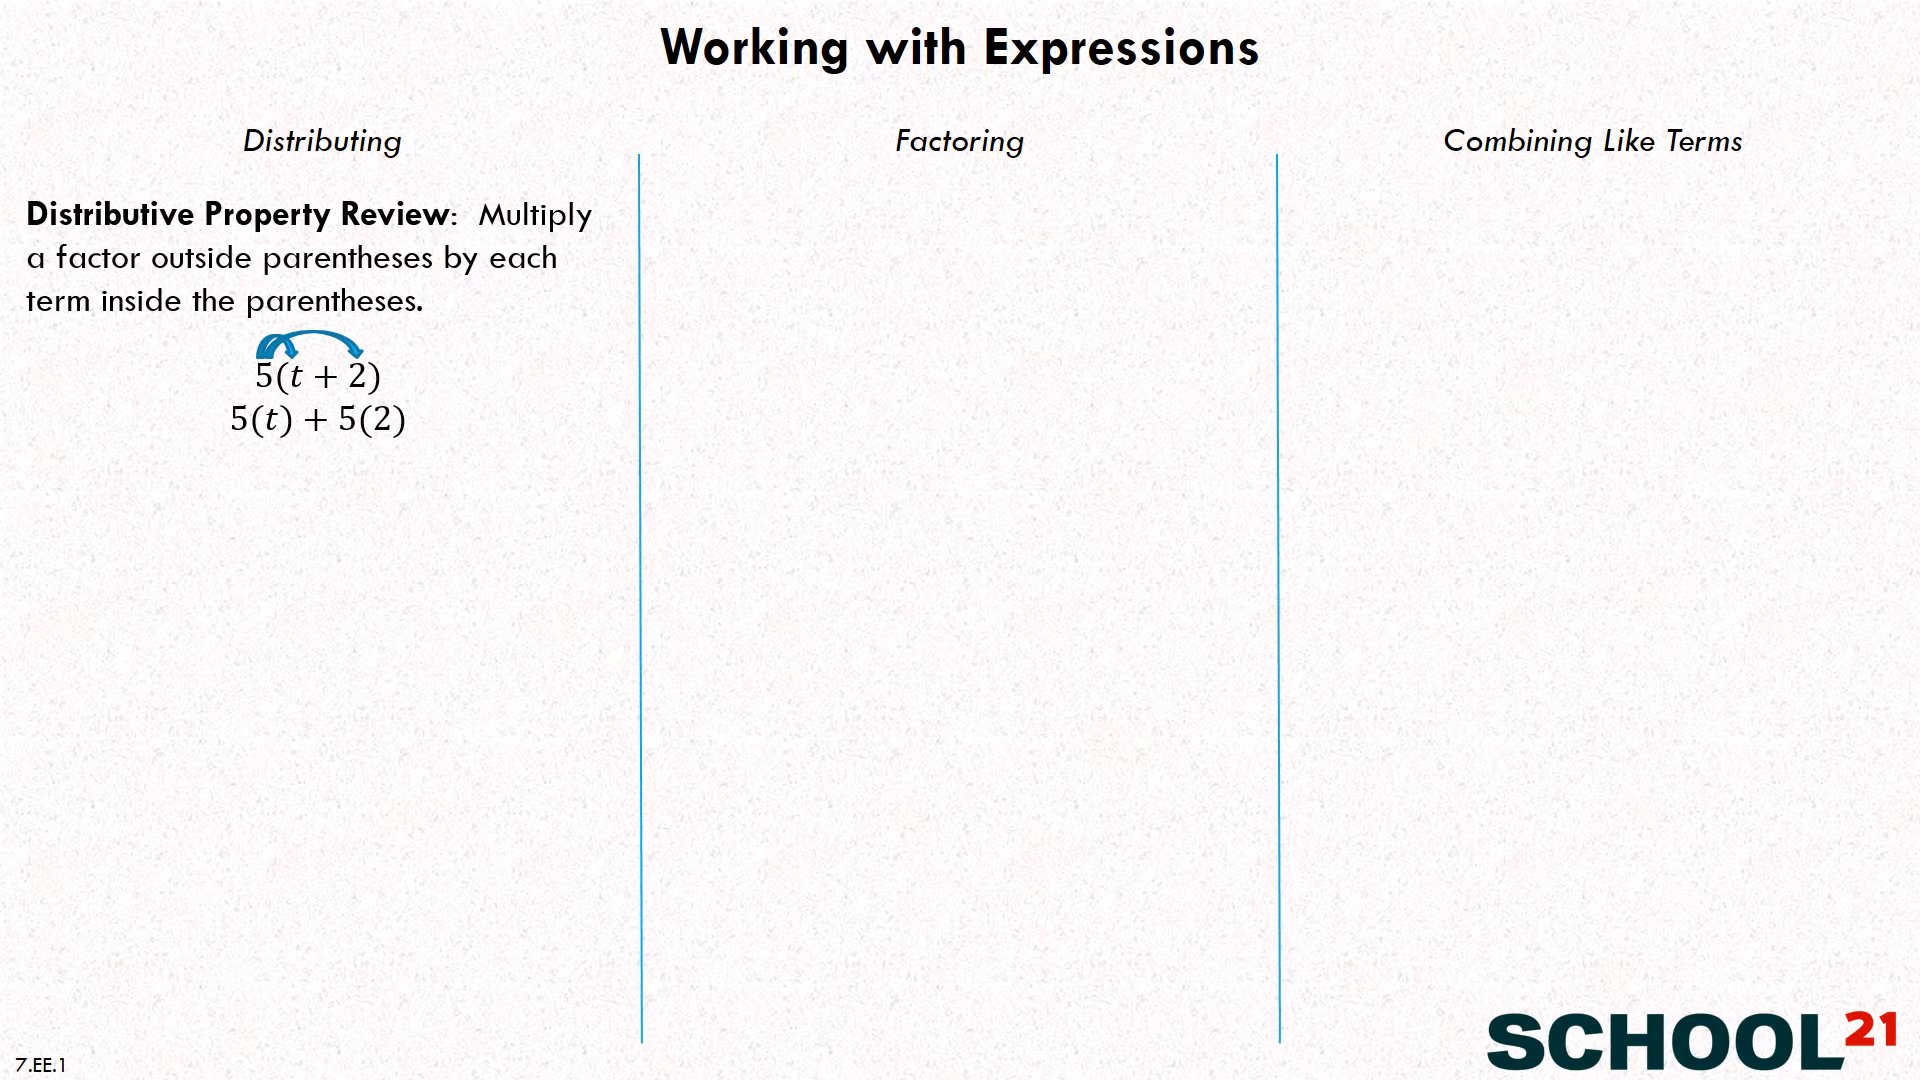 Working with Expressions
Distributing
Factoring
Combining Like Terms
Distributive Property Review:  Multiply
a factor outside parentheses by each
term inside the parentheses.
5(t + 2)
5(t) + 5(2)
7.EE.1
SCHOOL21